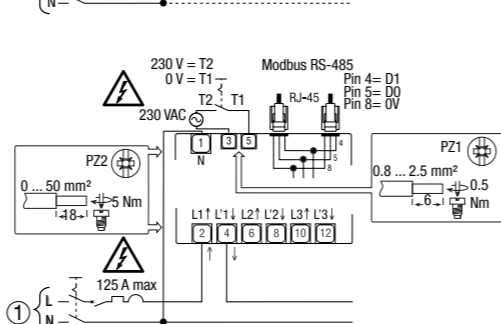 N
230 V = T2
0 V = T1
Modbus RS-485
Pin 4= D1
Pin 5= D0
Pin 8= 0V
T2 T1
RJ-45
230 VAC
1 3 5
N
4
5
8
PZ2
0 ... 50 mm²
5 Nm
18
PZ1
0.8 ... 2.5 mm²
0.5
Nm
6
L1↑ L'1↓ L2↑ L'2↓ L3↑ L'3↓
2 4 6 8 10 12
↑ ↓
125 A max
① L
N